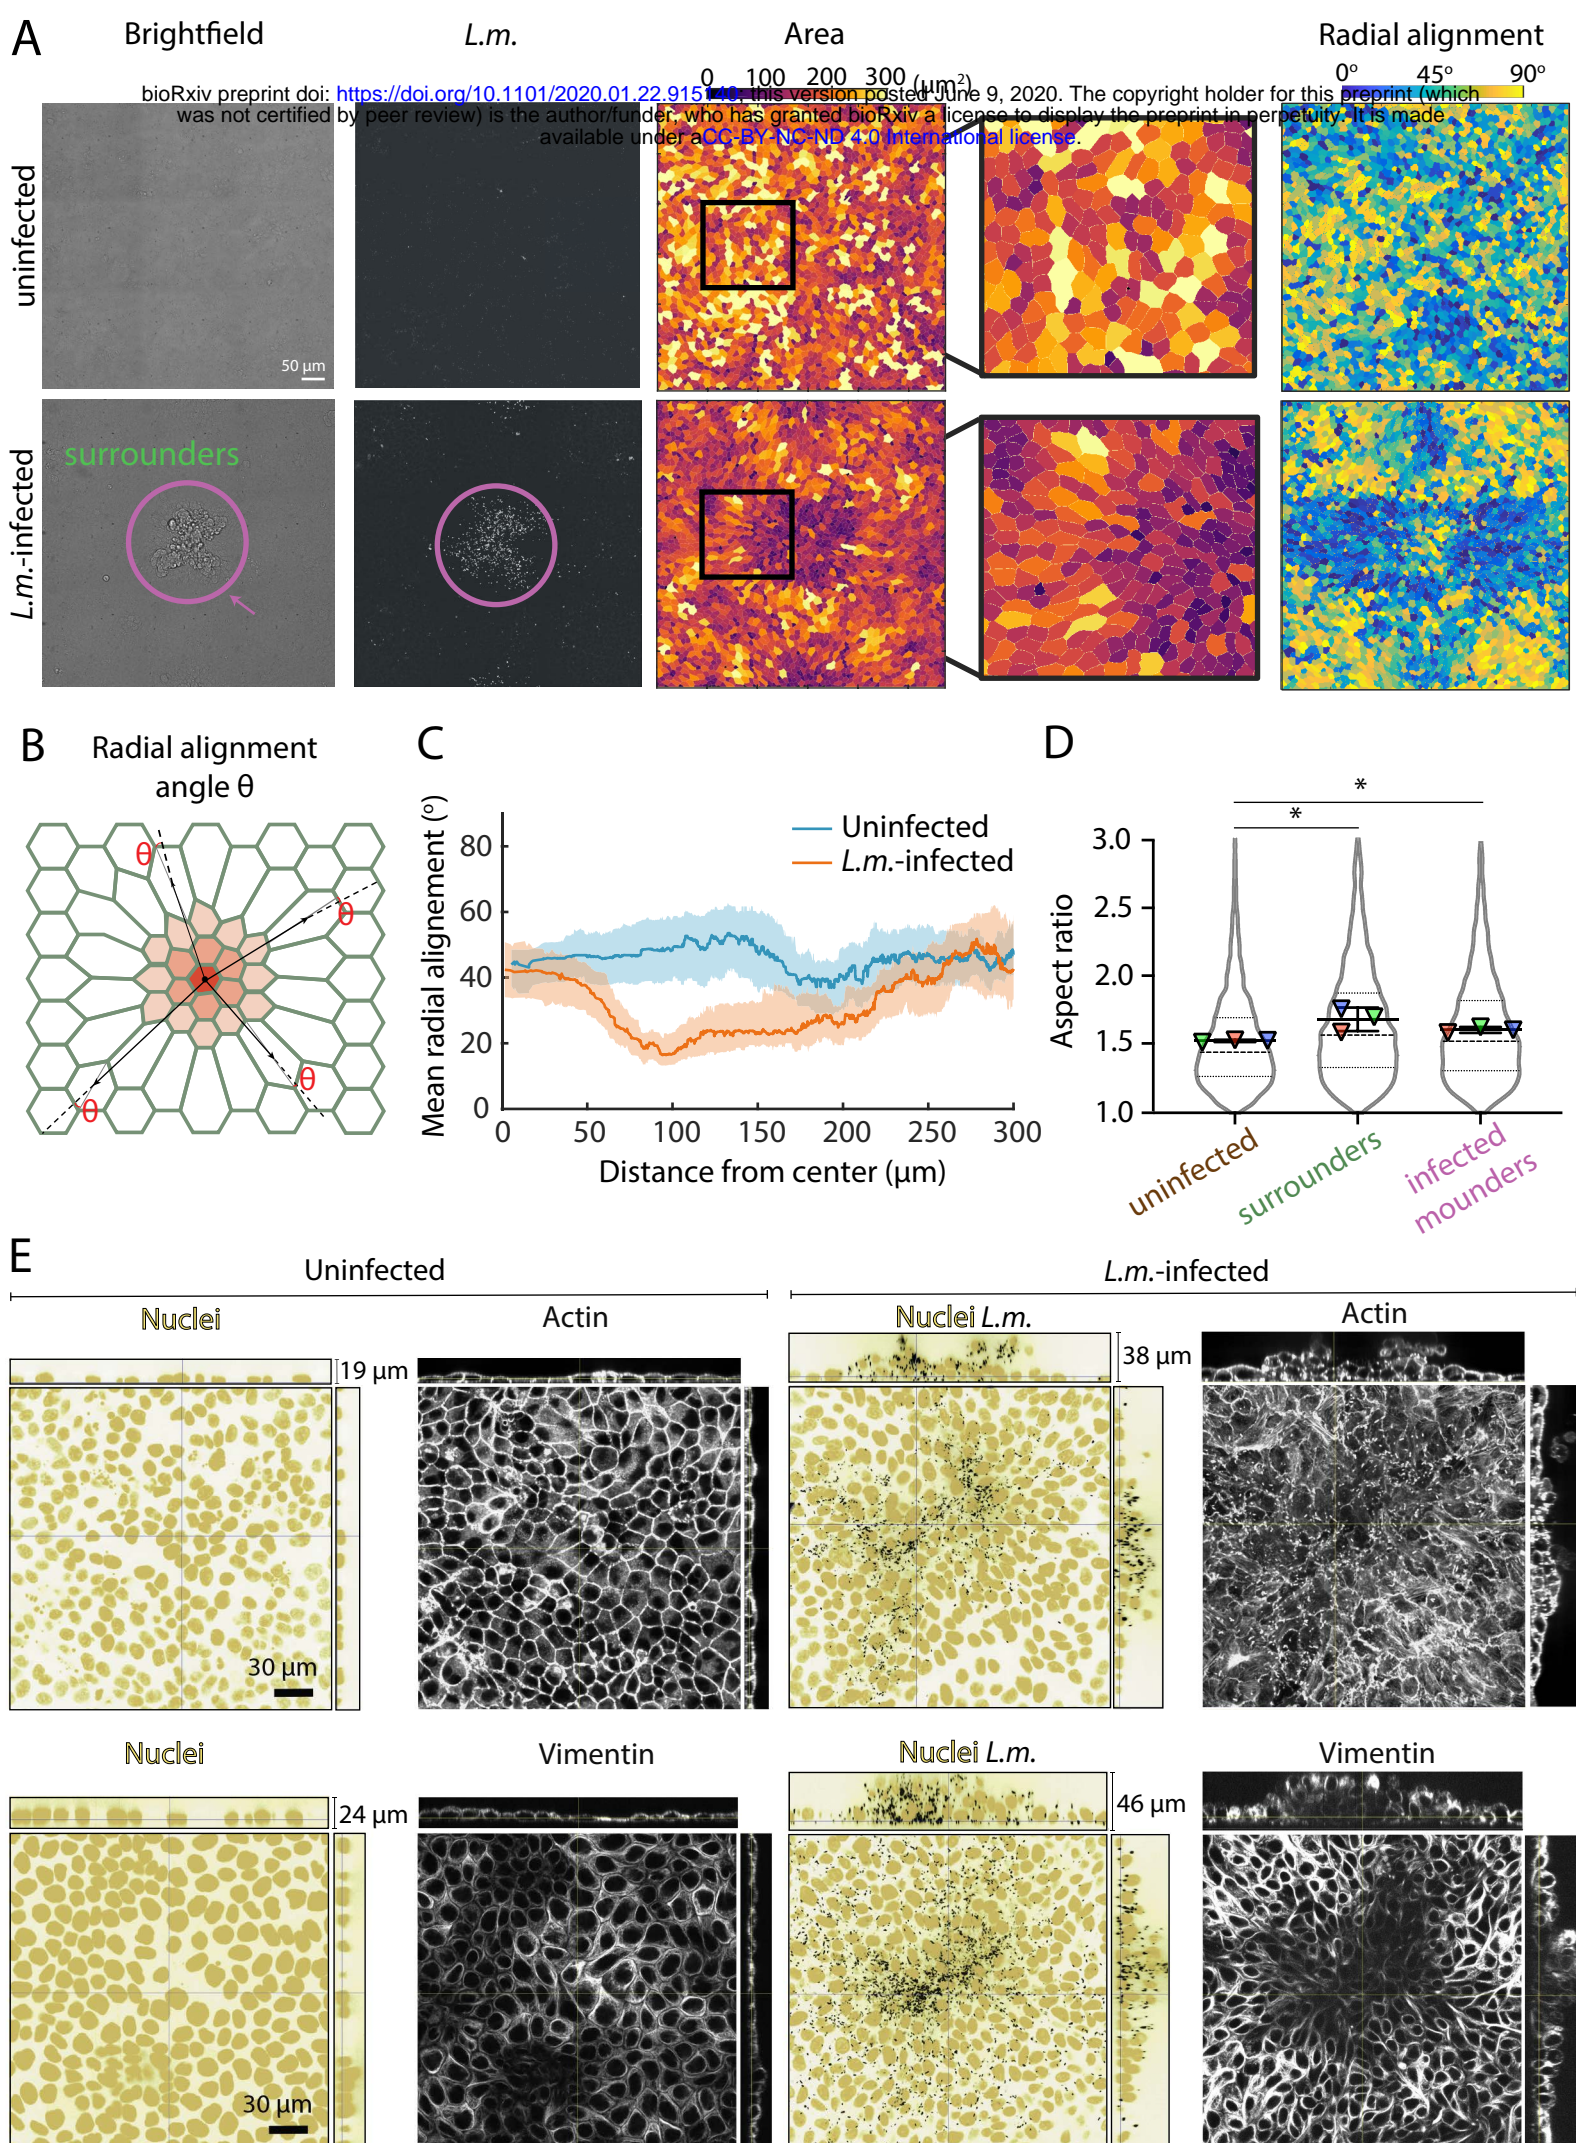 A
Brightfield
L.m.
Area
Radial alignment
0 100 200 300 (µm²)
0º 45º 90º
bioRxiv preprint doi: https://doi.org/10.1101/2020.01.22.915140; this version posted June 9, 2020. The copyright holder for this preprint (which
was not certified by peer review) is the author/funder, who has granted bioRxiv a license to display the preprint in perpetuity. It is made
available under aCC-BY-NC-ND 4.0 International license.
uninfected
50 µm
L.m.-infected
surrounders
B
Radial alignment
angle θ
θ
θ
θ
θ
C
Mean radial alignement (º)
80
60
40
20
0
0 50 100 150 200 250 300
Distance from center (µm)
Uninfected
L.m.-infected
D
*
*
Aspect ratio
3.0
2.5
2.0
1.5
1.0
uninfected
surrounders
infected
mounders
E
Uninfected
L.m.-infected
Nuclei
Actin
Nuclei L.m.
Actin
19 µm
38 µm
30 µm
Nuclei
Vimentin
Nuclei L.m.
Vimentin
24 µm
46 µm
30 µm